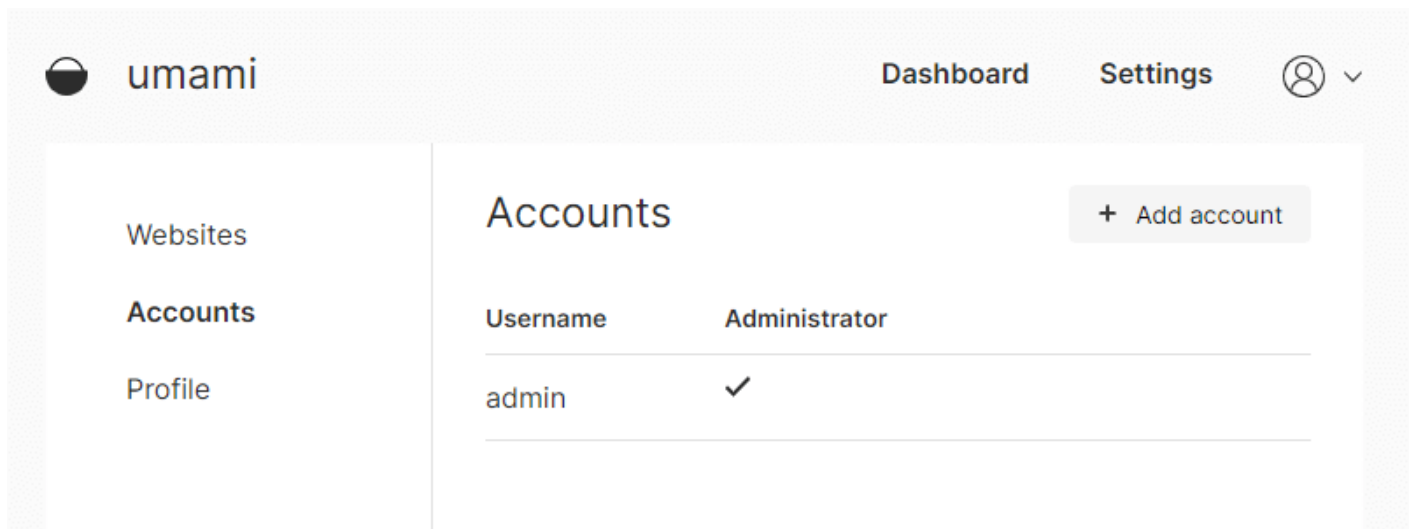 umami
Dashboard Settings
Websites
Accounts
Profile
Accounts
+ Add account
Username Administrator
admin